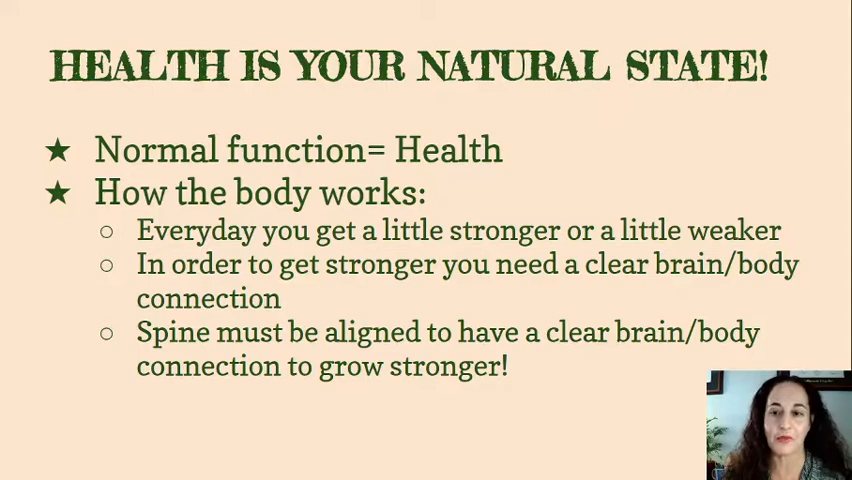 HEALTH IS YOUR NATURAL STATE!
★ Normal function= Health
★ How the body works:
○ Everyday you get a little stronger or a little weaker
○ In order to get stronger you need a clear brain/body
connection
○ Spine must be aligned to have a clear brain/body
connection to grow stronger!